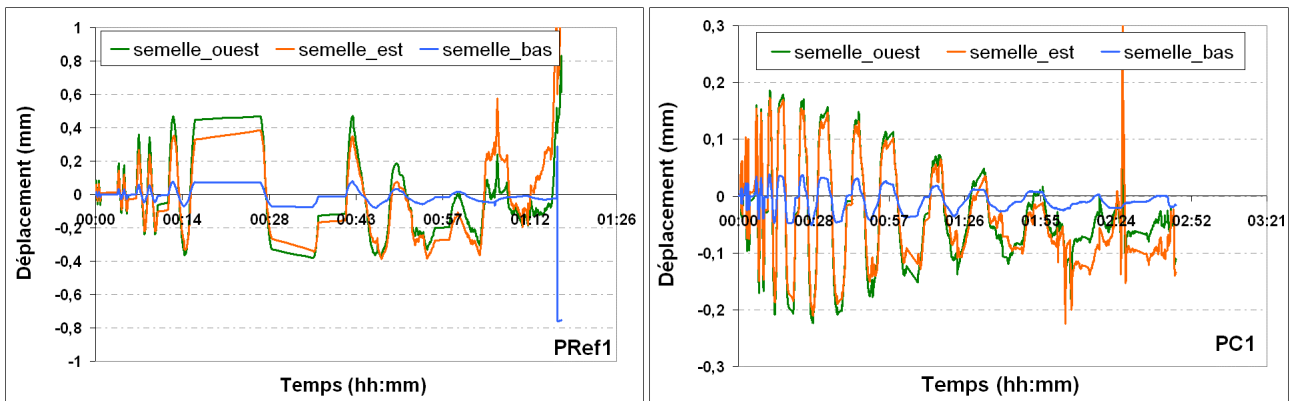 1
0,8
0,6
0,4
0,2
0
-0,2
-0,4
-0,6
-0,8
-1
Déplacement (mm)
semelle_ouest semelle_est semelle_bas
00:00 00:14 00:28 00:43 00:57 01:12 01:26
PRef1
Temps (hh:mm)
0,3
0,2
0,1
0
-0,1
-0,2
-0,3
Déplacement (mm)
semelle_ouest semelle_est semelle_bas
00:00 00:28 00:57 01:26 01:55 02:24 02:52 03:21
PC1
Temps (hh:mm)